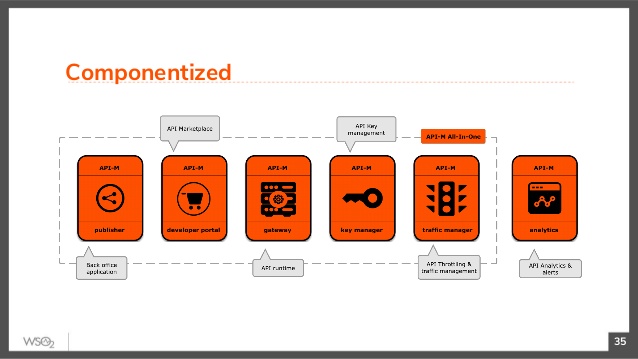 Componentized
API Marketplace
API Key
management
API-M All-In-One
API-M
API-M
API-M
API-M
API-M
API-M
publisher
developer portal
gateway
key manager
traffic manager
analytics
Back office
application
API runtime
API Throttling &
traffic management
API Analytics &
alerts
WSO2
35